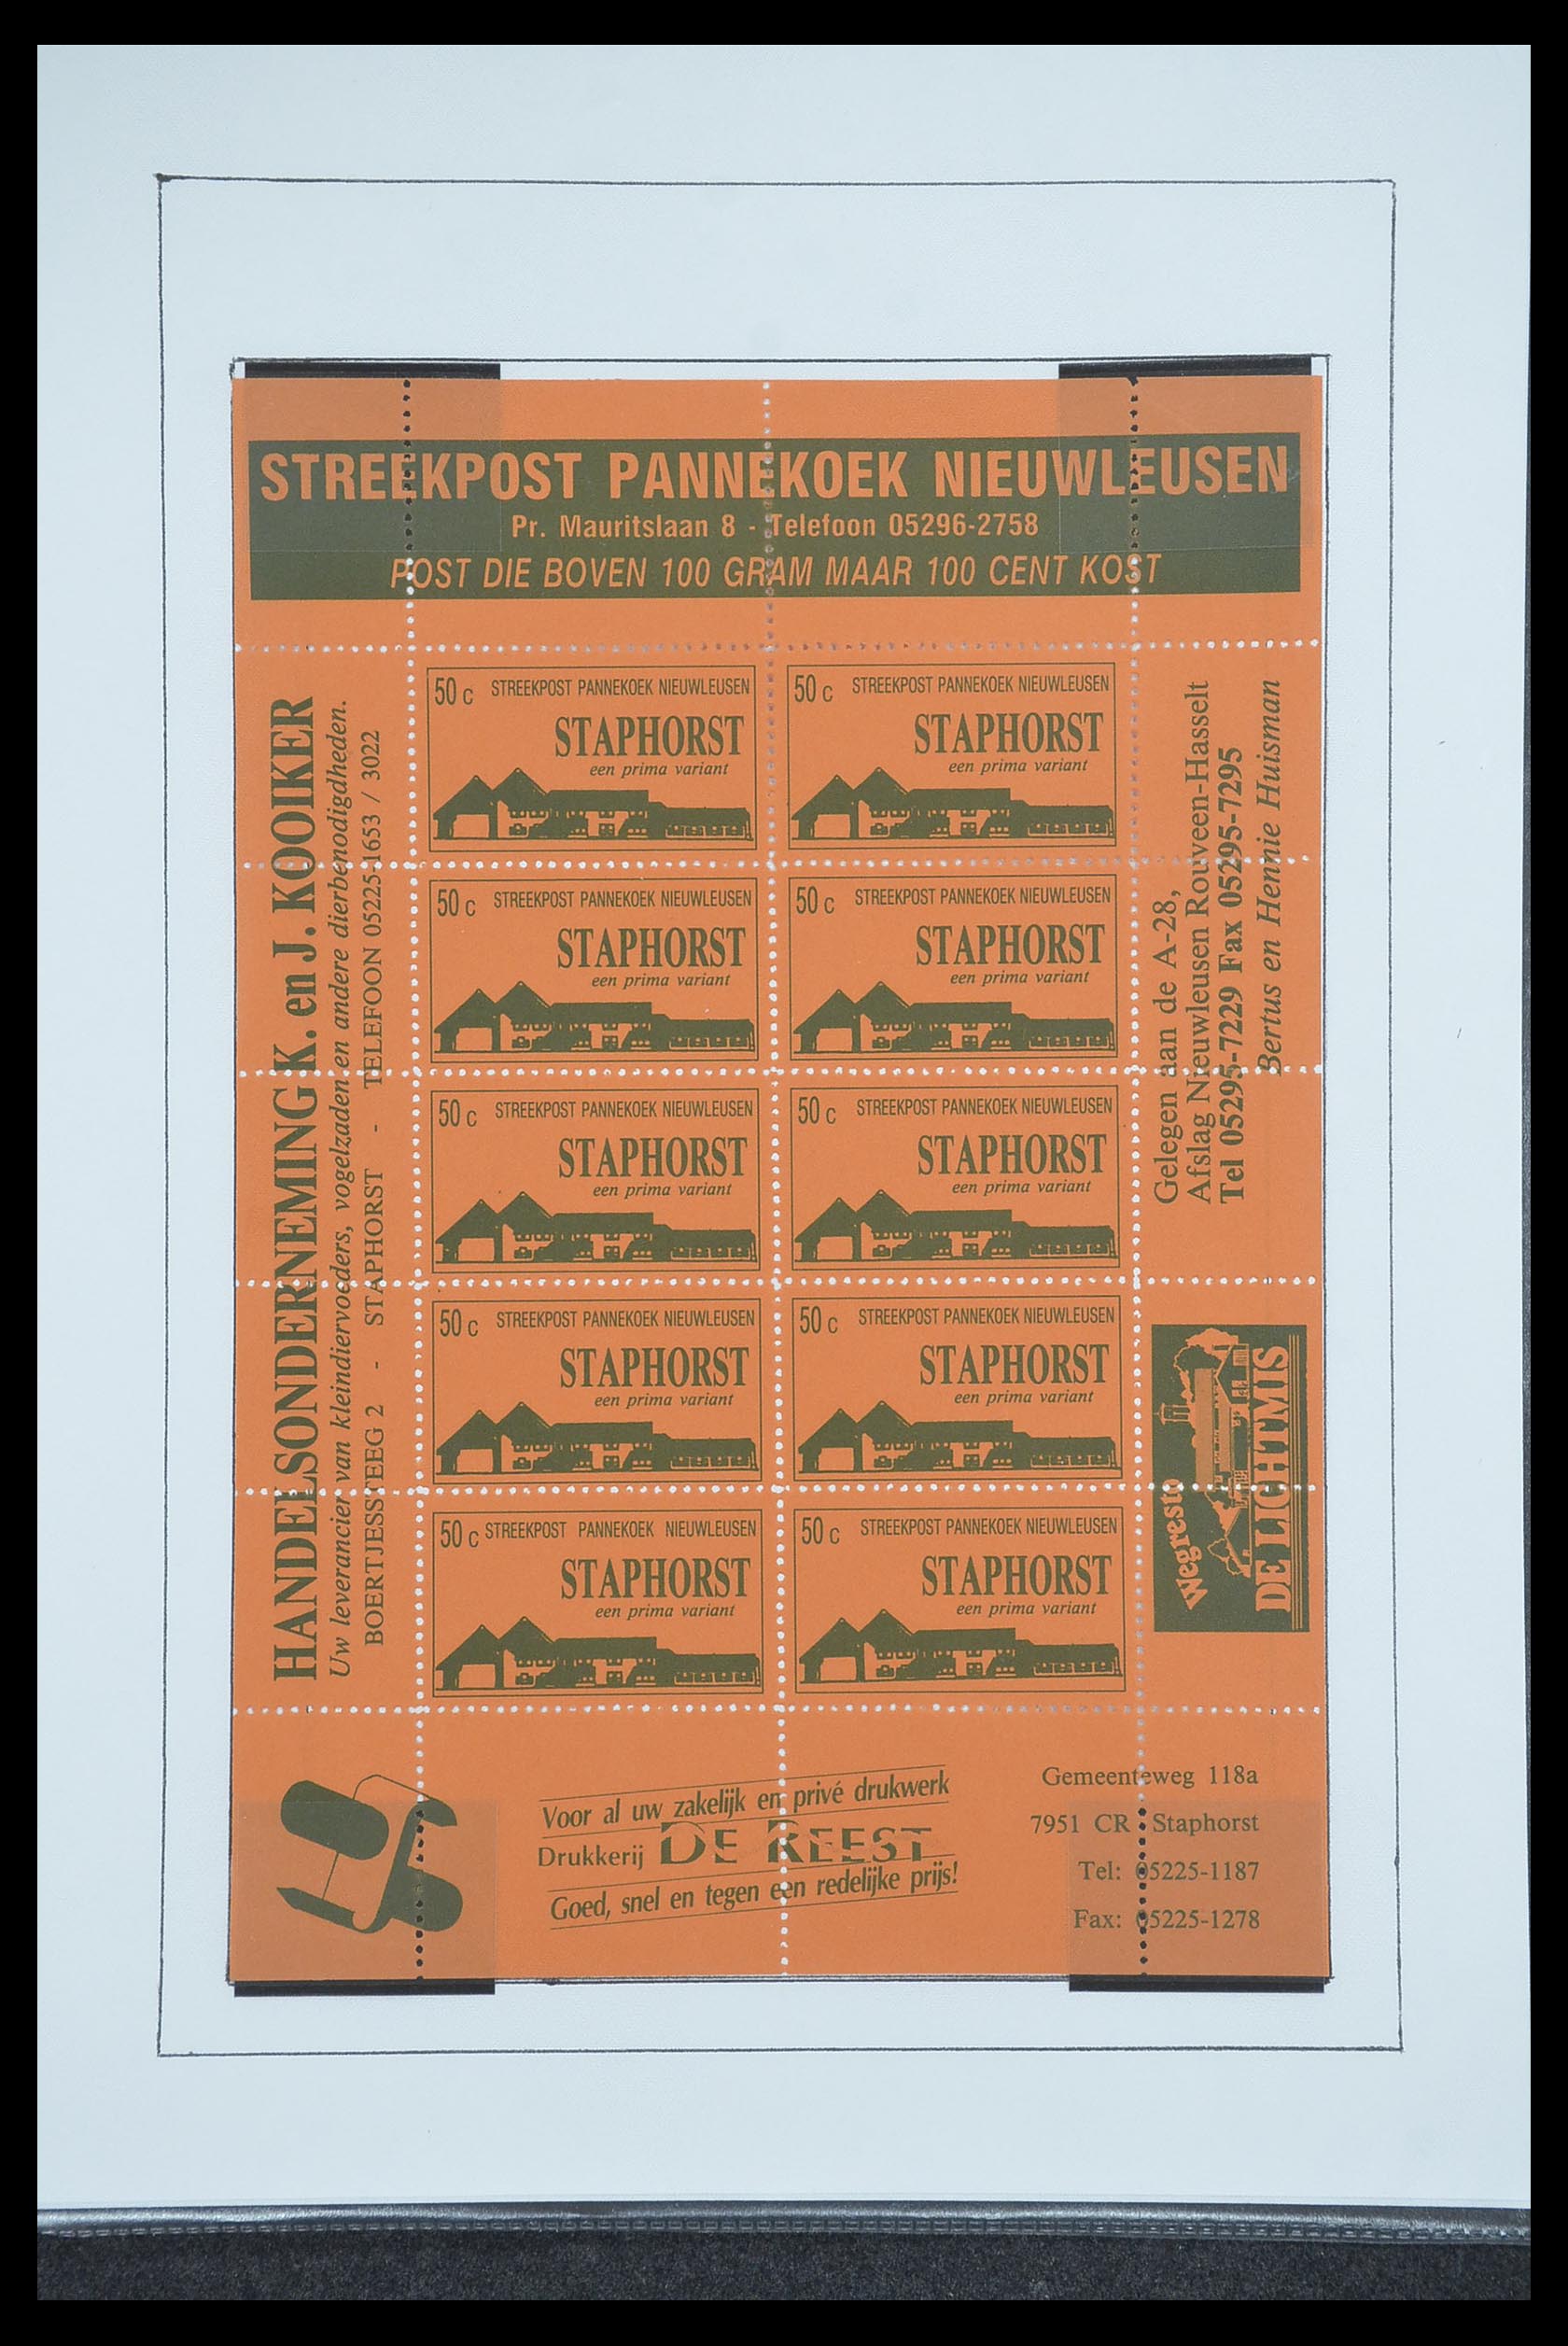 STREEKPOST PANNEKOEK NIEUWLEUSEN
Pr. Mauritslaan 8 - Telefoon 05296-2758
POST DIE BOVEN 100 GRAM MAAR 100 CENT KOST
HANDELSONDERNEMING K. en J. KOOIKER
Uw leverancier van kleindiervoeders, vogelzaden en andere dierbenodigdheden.
BOERTJESSTEEG 2 - STAPHORST - TELEFOON 05225-1653 / 3022
50 c STREEKPOST PANNEKOEK NIEUWLEUSEN
STAPHORST
een prima variant
50 c STREEKPOST PANNEKOEK NIEUWLEUSEN
STAPHORST
een prima variant
50 c STREEKPOST PANNEKOEK NIEUWLEUSEN
STAPHORST
een prima variant
50 c STREEKPOST PANNEKOEK NIEUWLEUSEN
STAPHORST
een prima variant
50 c STREEKPOST PANNEKOEK NIEUWLEUSEN
STAPHORST
een prima variant
50 c STREEKPOST PANNEKOEK NIEUWLEUSEN
STAPHORST
een prima variant
50 c STREEKPOST PANNEKOEK NIEUWLEUSEN
STAPHORST
een prima variant
50 c STREEKPOST PANNEKOEK NIEUWLEUSEN
STAPHORST
een prima variant
50 c STREEKPOST PANNEKOEK NIEUWLEUSEN
STAPHORST
een prima variant
50 c STREEKPOST PANNEKOEK NIEUWLEUSEN
STAPHORST
een prima variant
Gelegen aan de A-28,
Afslag Nieuwleusen Rouveen-Hasselt
Tel 05295-7229 Fax 05295-7295
Bertus en Hennie Huisman
Wegresto
DE LICHTMIS
Voor al uw zakelijk en privé drukwerk
Drukkerij DE REEST
Goed, snel en tegen een redelijke prijs!
Gemeenteweg 118a
7951 CR Staphorst
Tel: 05225-1187
Fax: 05225-1278